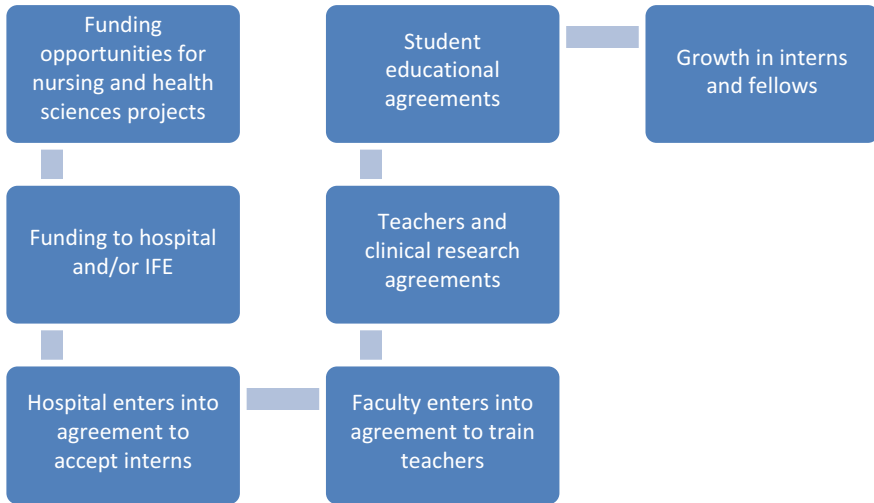 Funding
opportunities for
nursing and health
sciences projects
Funding to hospital
and/or IFE
Hospital enters into
agreement to
accept interns
Faculty enters into
agreement to train
teachers
Teachers and
clinical research
agreements
Student
educational
agreements
Growth in interns
and fellows